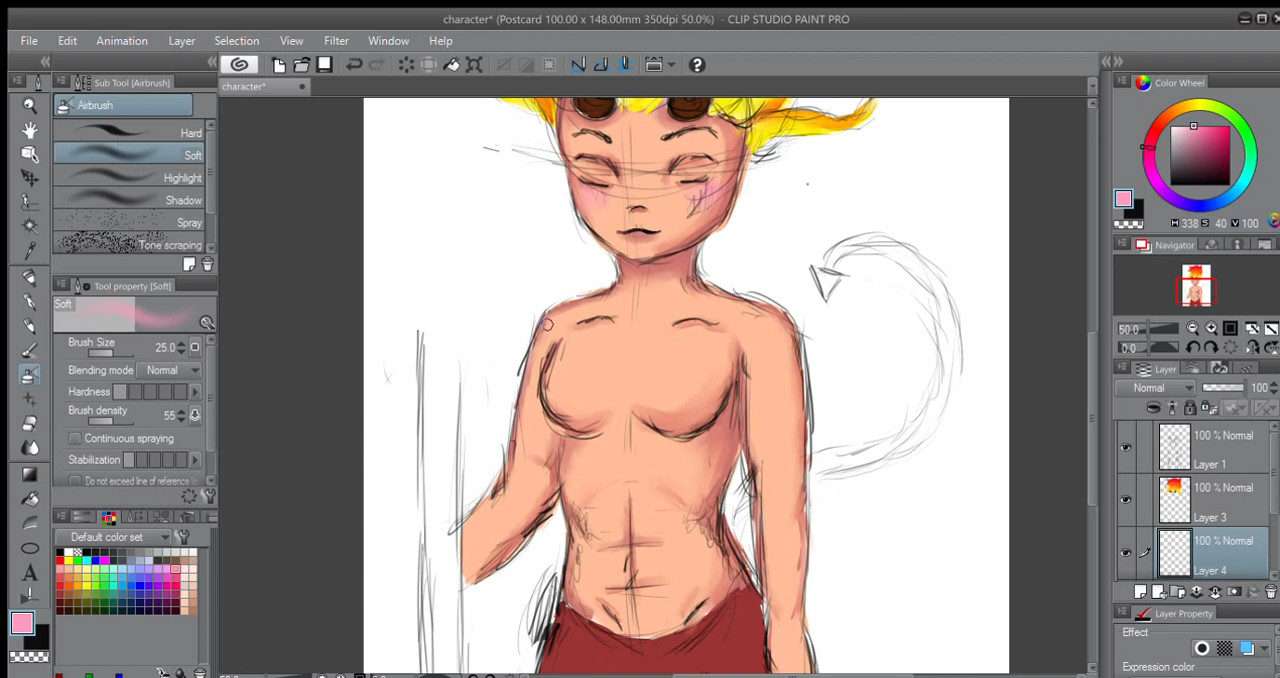 character* (Postcard 100.00 x 148.00mm 350dpi 50.0%) - CLIP STUDIO PAINT PRO
File Edit Animation Layer Selection View Filter Window Help
Sub Tool [Airbrush]
character*
Color Wheel
Airbrush
Hard
Soft
Highlight
Shadow
Spray
Tone scraping
H 338 S 40 V 100
Navigator
Tool property [Soft]
Soft
50.0
0.0
Brush Size 25.0
Blending mode Normal
Hardness
Brush density 55
Continuous spraying
Stabilization
Do not exceed line of reference
Layer
Normal 100
100 % Normal
Layer 1
100 % Normal
Layer 3
100 % Normal
Layer 4
Default color set
A
Layer Property
Effect
Expression color